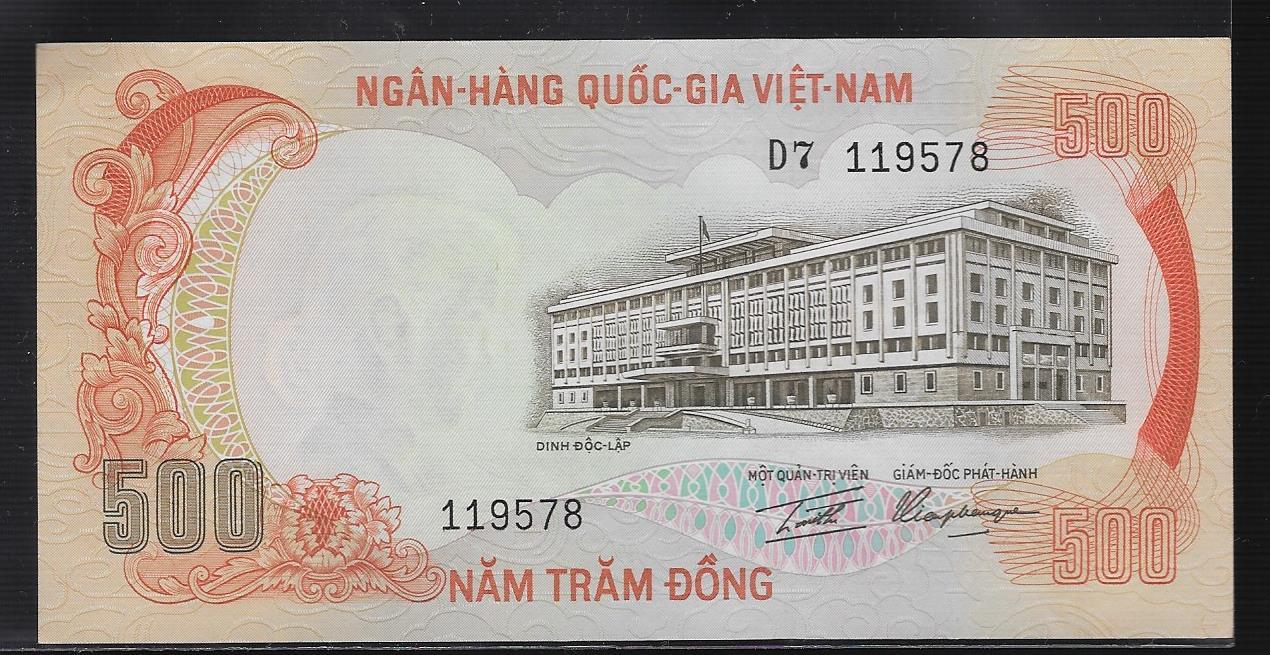 NGÂN-HÀNG QUỐC-GIA VIỆT-NAM
500
D7 119578
DINH ĐỘC-LẬP
MỘT QUẢN-TRỊ VIÊN
GIÁM-ĐỐC PHÁT-HÀNH
500
119578
500
NĂM TRĂM ĐỒNG